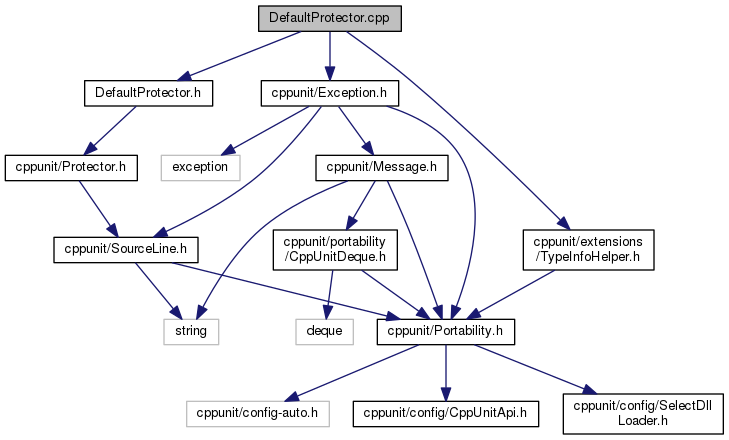 DefaultProtector.cpp
DefaultProtector.h
cppunit/Exception.h
cppunit/Protector.h
exception
cppunit/Message.h
cppunit/SourceLine.h
cppunit/portability
/CppUnitDeque.h
cppunit/extensions
/TypeInfoHelper.h
string
deque
cppunit/Portability.h
cppunit/config-auto.h
cppunit/config/CppUnitApi.h
cppunit/config/SelectDll
Loader.h